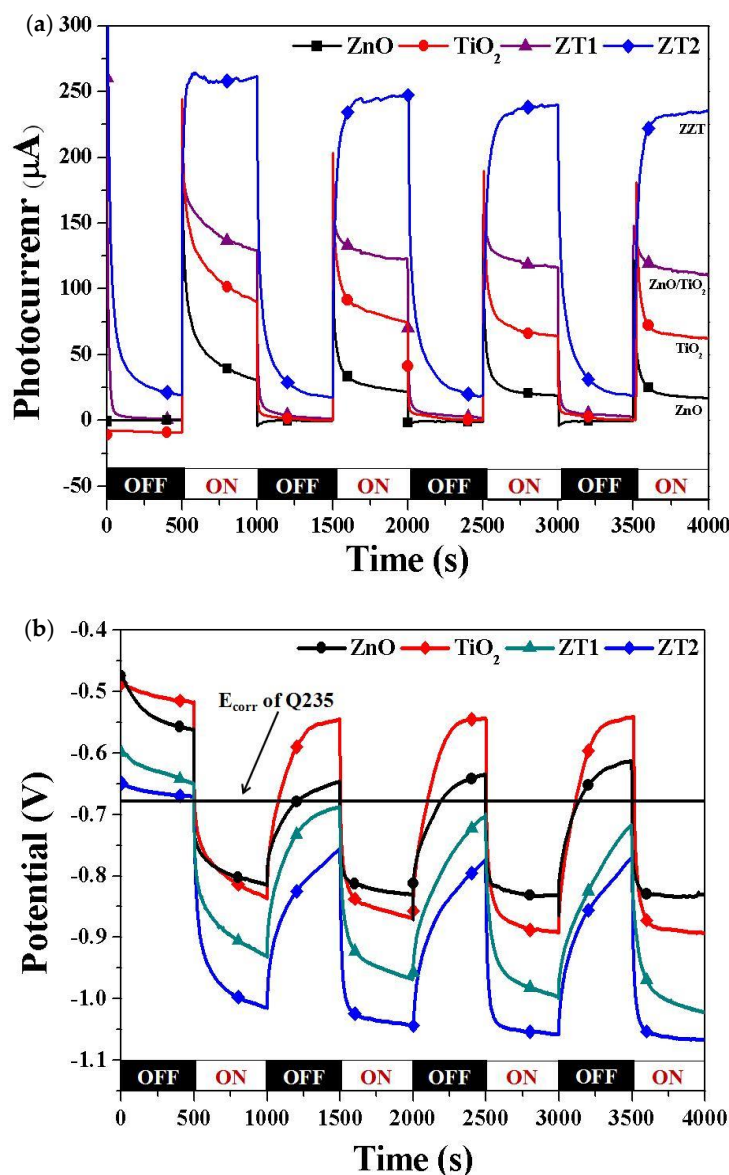 (a)
ZnO TiO₂ ZT1 ZT2
300
250
200
150
100
50
0
-50
Photocurrenr (μA)
ZZT
ZnO/TiO₂
TiO₂
ZnO
OFF ON OFF ON OFF ON OFF ON
0 500 1000 1500 2000 2500 3000 3500 4000
Time (s)
(b)
ZnO TiO₂ ZT1 ZT2
-0.4
-0.5
-0.6
-0.7
-0.8
-0.9
-1.0
-1.1
Potential (V)
E_corr of Q235
OFF ON OFF ON OFF ON OFF ON
0 500 1000 1500 2000 2500 3000 3500 4000
Time (s)